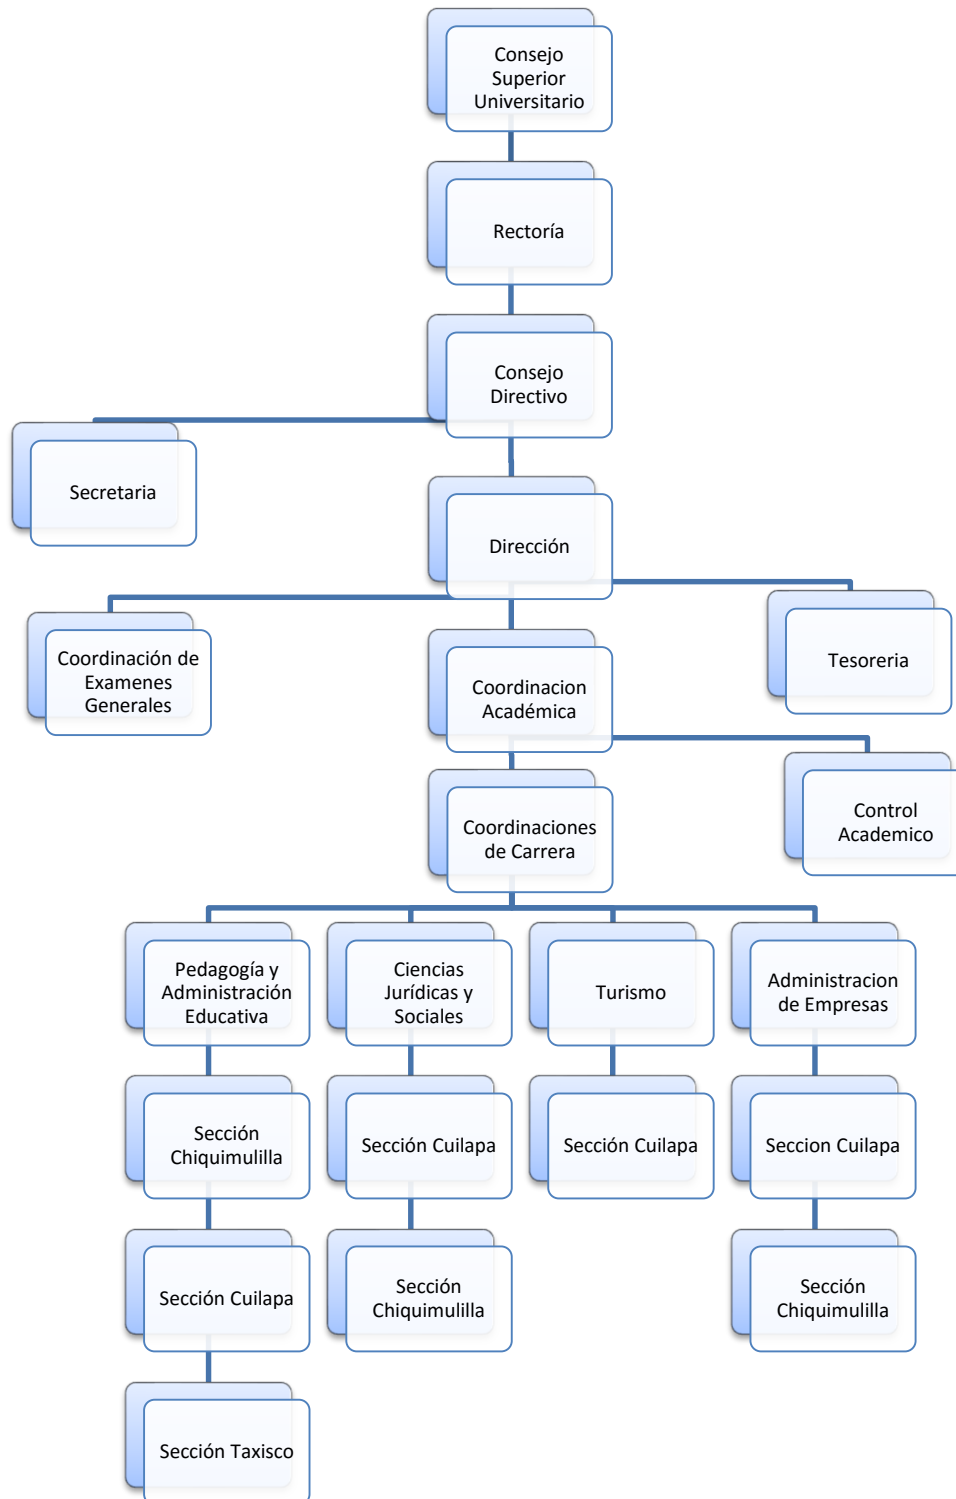 Consejo
Superior
Universitario
Rectoría
Consejo
Directivo
Secretaria
Dirección
Coordinación de
Examenes
Generales
Coordinacion
Académica
Tesoreria
Coordinaciones
de Carrera
Control
Academico
Pedagogía y
Administración
Educativa
Ciencias
Jurídicas y
Sociales
Turismo
Administracion
de Empresas
Sección
Chiquimulilla
Sección Cuilapa
Sección Cuilapa
Seccion Cuilapa
Sección Cuilapa
Sección
Chiquimulilla
Sección
Chiquimulilla
Sección Taxisco